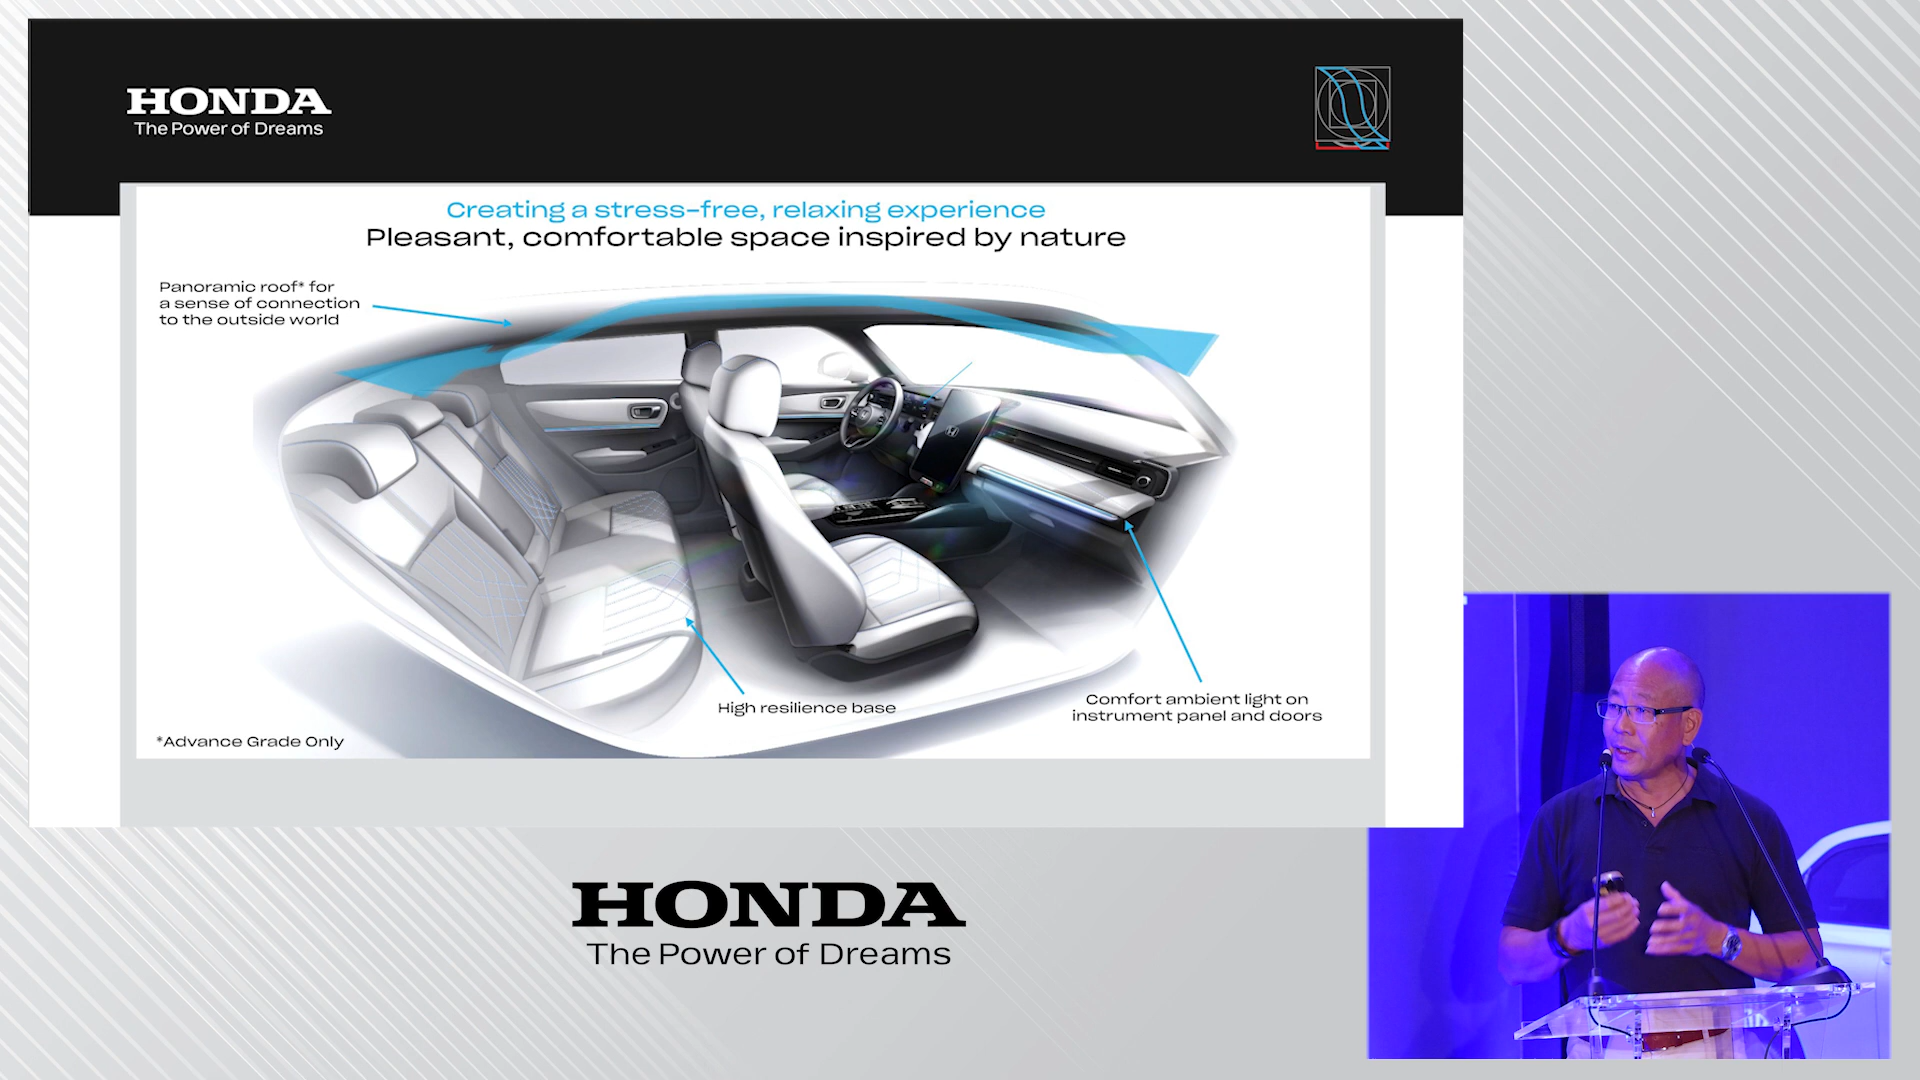 HONDA
The Power of Dreams
Creating a stress-free, relaxing experience
Pleasant, comfortable space inspired by nature
Panoramic roof* for
a sense of connection
to the outside world
High resilience base
Comfort ambient light on
instrument panel and doors
*Advance Grade Only
HONDA
The Power of Dreams